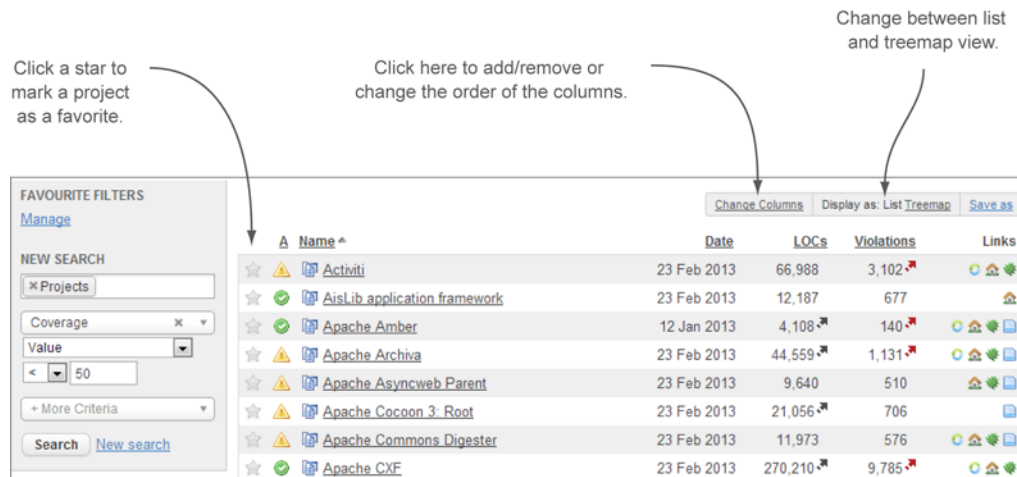 Change between list
and treemap view.
Click a star to
mark a project
as a favorite.
Click here to add/remove or
change the order of the columns.
FAVOURITE FILTERS
Manage
NEW SEARCH
Projects
Coverage
Value
< 50
+ More Criteria
Search New search
Change Columns Display as: List Treemap Save as
A Name Date LOCs Violations Links
Activiti 23 Feb 2013 66,988 3,102
AisLib application framework 23 Feb 2013 12,187 677
Apache Amber 12 Jan 2013 4,108 140
Apache Archiva 23 Feb 2013 44,559 1,131
Apache Asyncweb Parent 23 Feb 2013 9,640 510
Apache Cocoon 3: Root 23 Feb 2013 21,056 706
Apache Commons Digester 23 Feb 2013 11,973 576
Apache CXF 23 Feb 2013 270,210 9,785